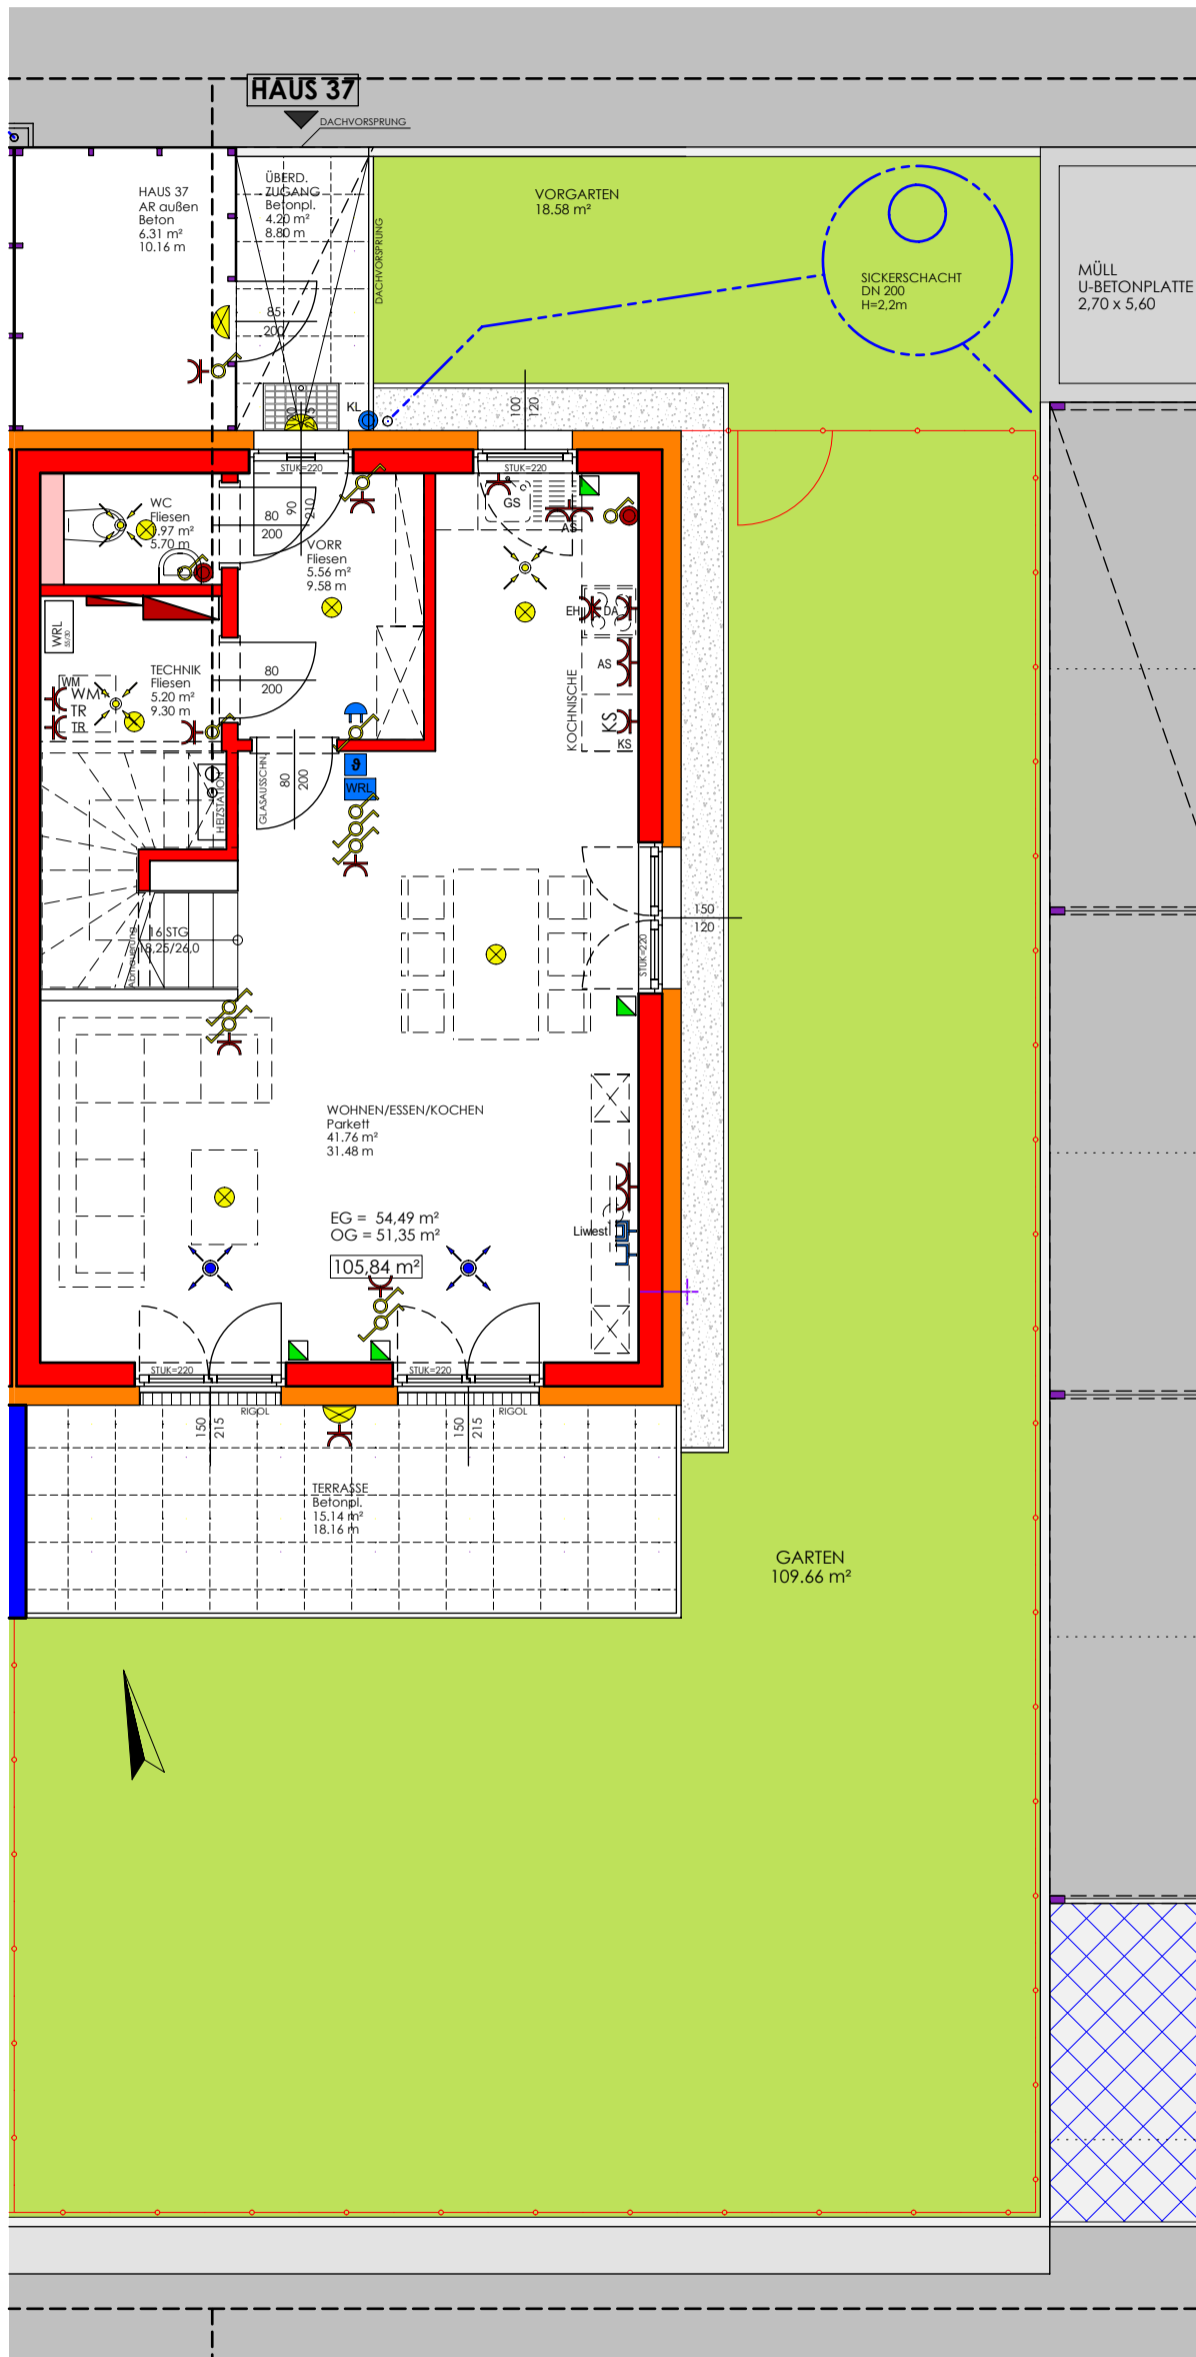 HAUS 37
DACHVORSPRUNG
HAUS 37
AR außen
Beton
6.31 m²
10.16 m
ÜBERD.
ZUGANG
Betonpl.
4.20 m²
8.80 m
DACHVORSPRUNG
VORGARTEN
18.58 m²
SICKERSCHACHT
DN 200
H=2,2m
MÜLL
U-BETONPLATTE
2,70 x 5,60
85
200
KL
100
120
STUK=220
STUK=220
WC
Fliesen
5.70 m
80
200
90
210
VORR
Fliesen
5.56 m²
9.58 m
GS
AS
EH
DA
AS
KS
KS
KOCHNISCHE
WRL
TECHNIK
Fliesen
5.20 m²
9.30 m
WM
WM
TR
TR
80
200
HEIZSTATION
GLASAUSSCHN.
80
200
ϑ
WRL
16 STG
18,25/26,0
150
120
STUK=220
WOHNEN/ESSEN/KOCHEN
Parkett
41.76 m²
31.48 m
EG = 54,49 m²
OG = 51,35 m²
105,84 m²
Liwest
STUK=220
STUK=220
RIGOL
RIGOL
150
215
150
215
TERRASSE
Betonpl.
15.14 m²
18.16 m
GARTEN
109.66 m²